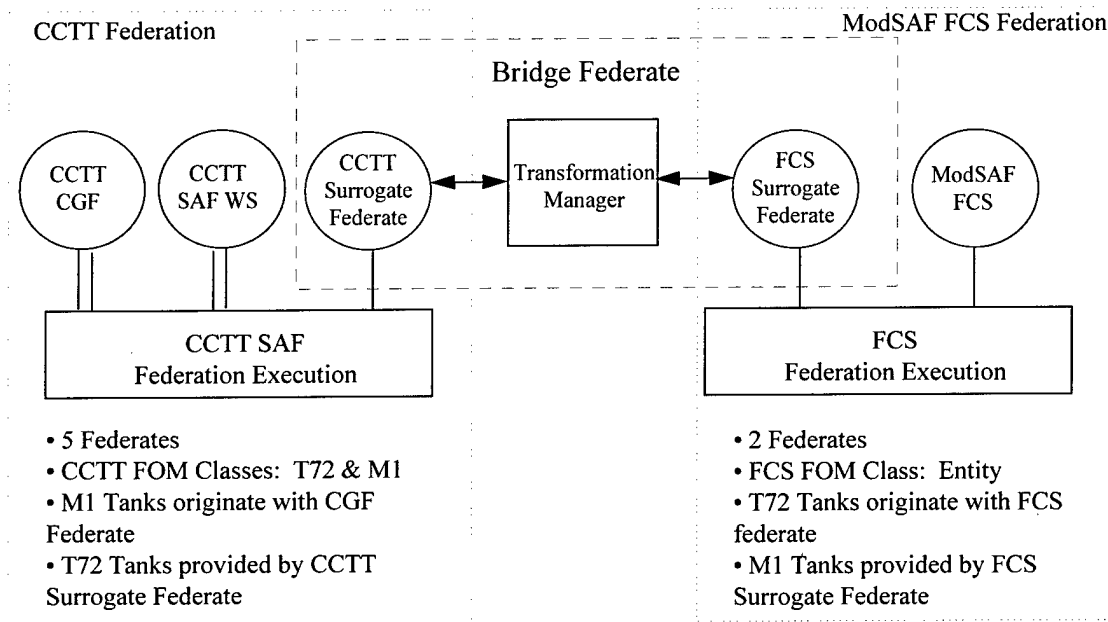 CCTT Federation
ModSAF FCS Federation
Bridge Federate
CCTT
CGF
CCTT
SAF WS
CCTT
Surrogate
Federate
Transformation
Manager
FCS
Surrogate
Federate
ModSAF
FCS
CCTT SAF
Federation Execution
FCS
Federation Execution
• 5 Federates
• CCTT FOM Classes: T72 & M1
• M1 Tanks originate with CGF
Federate
• T72 Tanks provided by CCTT
Surrogate Federate
• 2 Federates
• FCS FOM Class: Entity
• T72 Tanks originate with FCS
federate
• M1 Tanks provided by FCS
Surrogate Federate